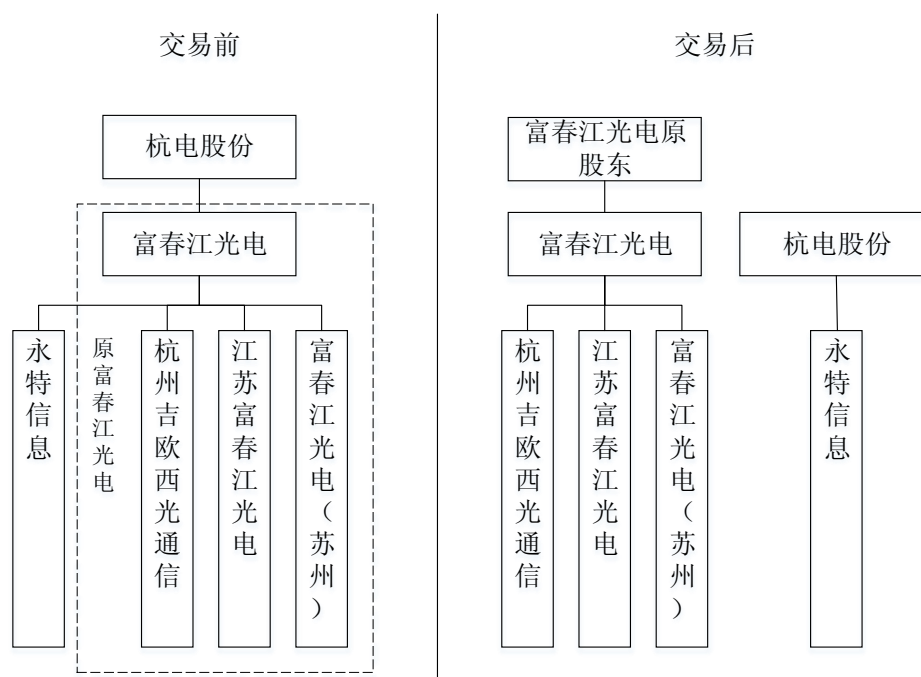 交易前
杭电股份
富春江光电
永特信息
原富春江光电
杭州吉欧西光通信
江苏富春江光电
富春江光电（苏州）
交易后
富春江光电原
股东
富春江光电
杭电股份
杭州吉欧西光通信
江苏富春江光电
富春江光电（苏州）
永特信息